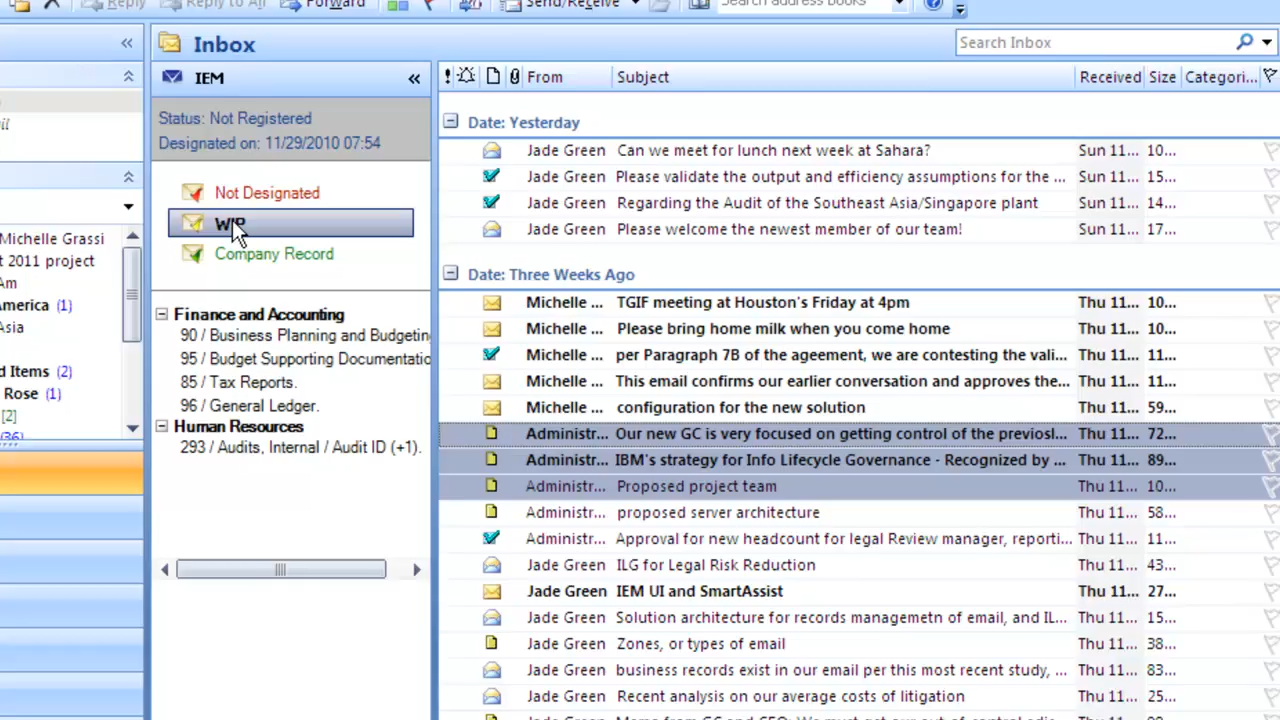 Reply Reply to All Forward Send/Receive Search address books
Inbox
Search Inbox
IEM
! From Subject Received Size Categori...
Status: Not Registered
Designated on: 11/29/2010 07:54
Not Designated
WIP
Company Record
Finance and Accounting
90 / Business Planning and Budgeting
95 / Budget Supporting Documentatio
85 / Tax Reports.
96 / General Ledger.
Human Resources
293 / Audits, Internal / Audit ID (+1).
il
Michelle Grassi
t 2011 project
Am
merica (1)
Asia
d Items (2)
Rose (1)
[2]
(36)
Date: Yesterday
Jade Green Can we meet for lunch next week at Sahara? Sun 11... 10...
Jade Green Please validate the output and efficiency assumptions for the ... Sun 11... 15...
Jade Green Regarding the Audit of the Southeast Asia/Singapore plant Sun 11... 14...
Jade Green Please welcome the newest member of our team! Sun 11... 17...
Date: Three Weeks Ago
Michelle ... TGIF meeting at Houston's Friday at 4pm Thu 11... 10...
Michelle ... Please bring home milk when you come home Thu 11... 10...
Michelle ... per Paragraph 7B of the ageement, we are contesting the vali... Thu 11... 11...
Michelle ... This email confirms our earlier conversation and approves the... Thu 11... 11...
Michelle ... configuration for the new solution Thu 11... 59...
Administr... Our new GC is very focused on getting control of the previosl... Thu 11... 72...
Administr... IBM's strategy for Info Lifecycle Governance - Recognized by ... Thu 11... 89...
Administr... Proposed project team Thu 11... 10...
Administr... proposed server architecture Thu 11... 58...
Administr... Approval for new headcount for legal Review manager, reporti... Thu 11... 11...
Jade Green ILG for Legal Risk Reduction Thu 11... 43...
Jade Green IEM UI and SmartAssist Thu 11... 27...
Jade Green Solution architecture for records managemetn of email, and IL... Thu 11... 15...
Jade Green Zones, or types of email Thu 11... 38...
Jade Green business records exist in our email per this most recent study, ... Thu 11... 83...
Jade Green Recent analysis on our average costs of litigation Thu 11... 25...